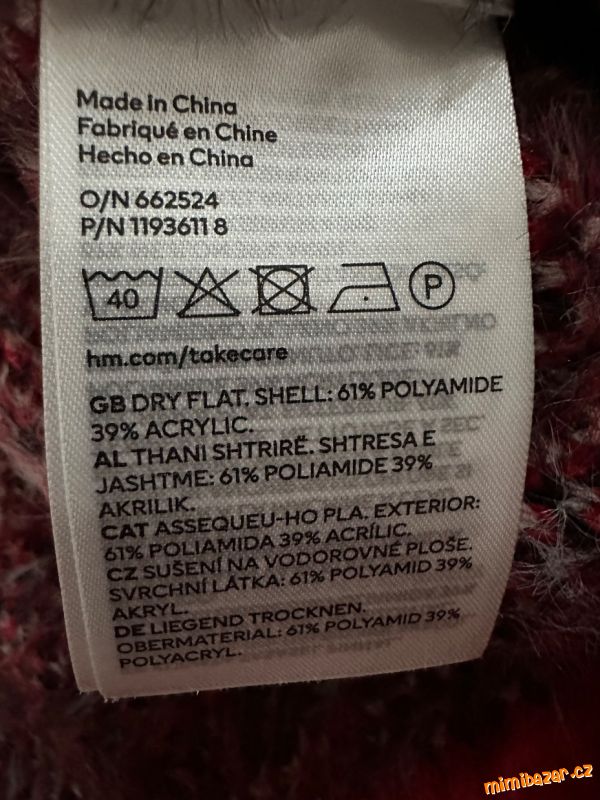 Made in China
Fabriqué en Chine
Hecho en China
O/N 662524
P/N 1193611 8
40
P
hm.com/takecare
GB DRY FLAT. SHELL: 61% POLYAMIDE
39% ACRYLIC.
AL THANI SHTRIRË. SHTRESA E
JASHTME: 61% POLIAMIDE 39%
AKRILIK.
CAT ASSEQUEU-HO PLA. EXTERIOR:
61% POLIAMIDA 39% ACRÍLIC.
CZ SUŠENÍ NA VODOROVNÉ PLOŠE.
SVRCHNÍ LÁTKA: 61% POLYAMID 39%
AKRYL.
DE LIEGEND TROCKNEN.
OBERMATERIAL: 61% POLYAMID 39%
POLYACRYL.
mimibazar.cz